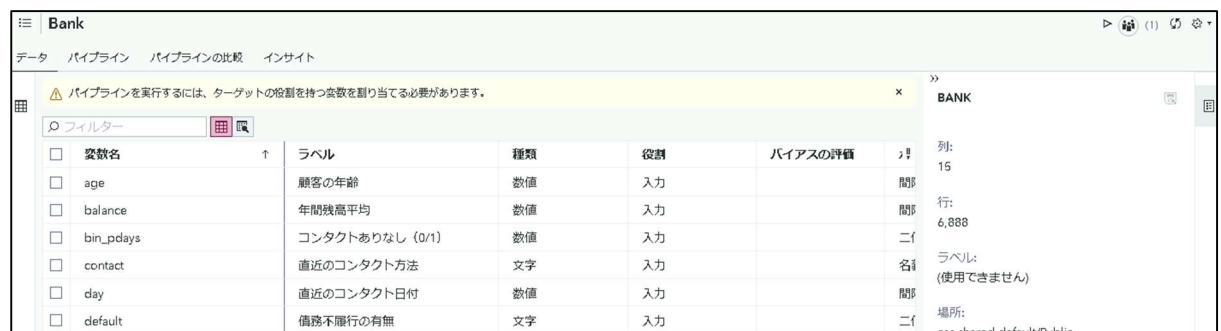 Bank
(1)
データ パイプライン パイプラインの比較 インサイト
パイプラインを実行するには、ターゲットの役割を持つ変数を割り当てる必要があります。
BANK
フィルター
変数名 ラベル 種類 役割 バイアスの評価
列:
15
age 顧客の年齢 数値 入力
行:
6,888
balance 年間残高平均 数値 入力
bin_pdays コンタクトありなし (0/1) 数値 入力
ラベル:
(使用できません)
contact 直近のコンタクト方法 文字 入力
day 直近のコンタクト日付 数値 入力
場所:
default 債務不履行の有無 文字 入力